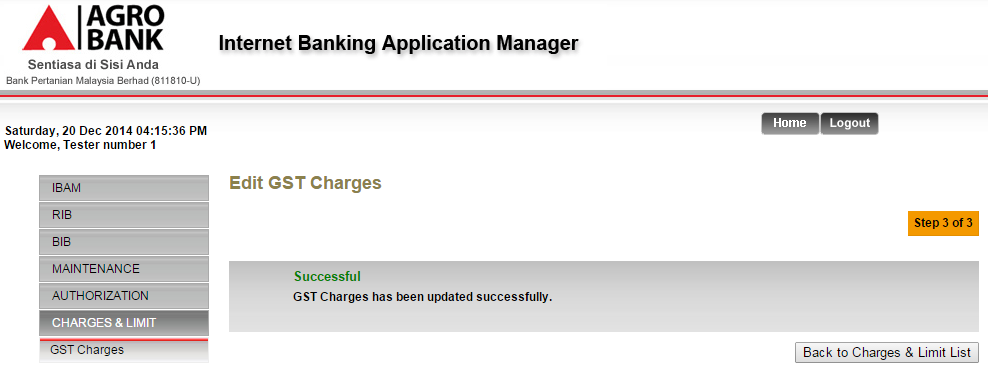 AGRO
BANK
Sentiasa di Sisi Anda
Bank Pertanian Malaysia Berhad (811810-U)
Internet Banking Application Manager
Saturday, 20 Dec 2014 04:15:36 PM
Welcome, Tester number 1
Home
Logout
IBAM
RIB
BIB
MAINTENANCE
AUTHORIZATION
CHARGES & LIMIT
GST Charges
Edit GST Charges
Step 3 of 3
Successful
GST Charges has been updated successfully.
Back to Charges & Limit List